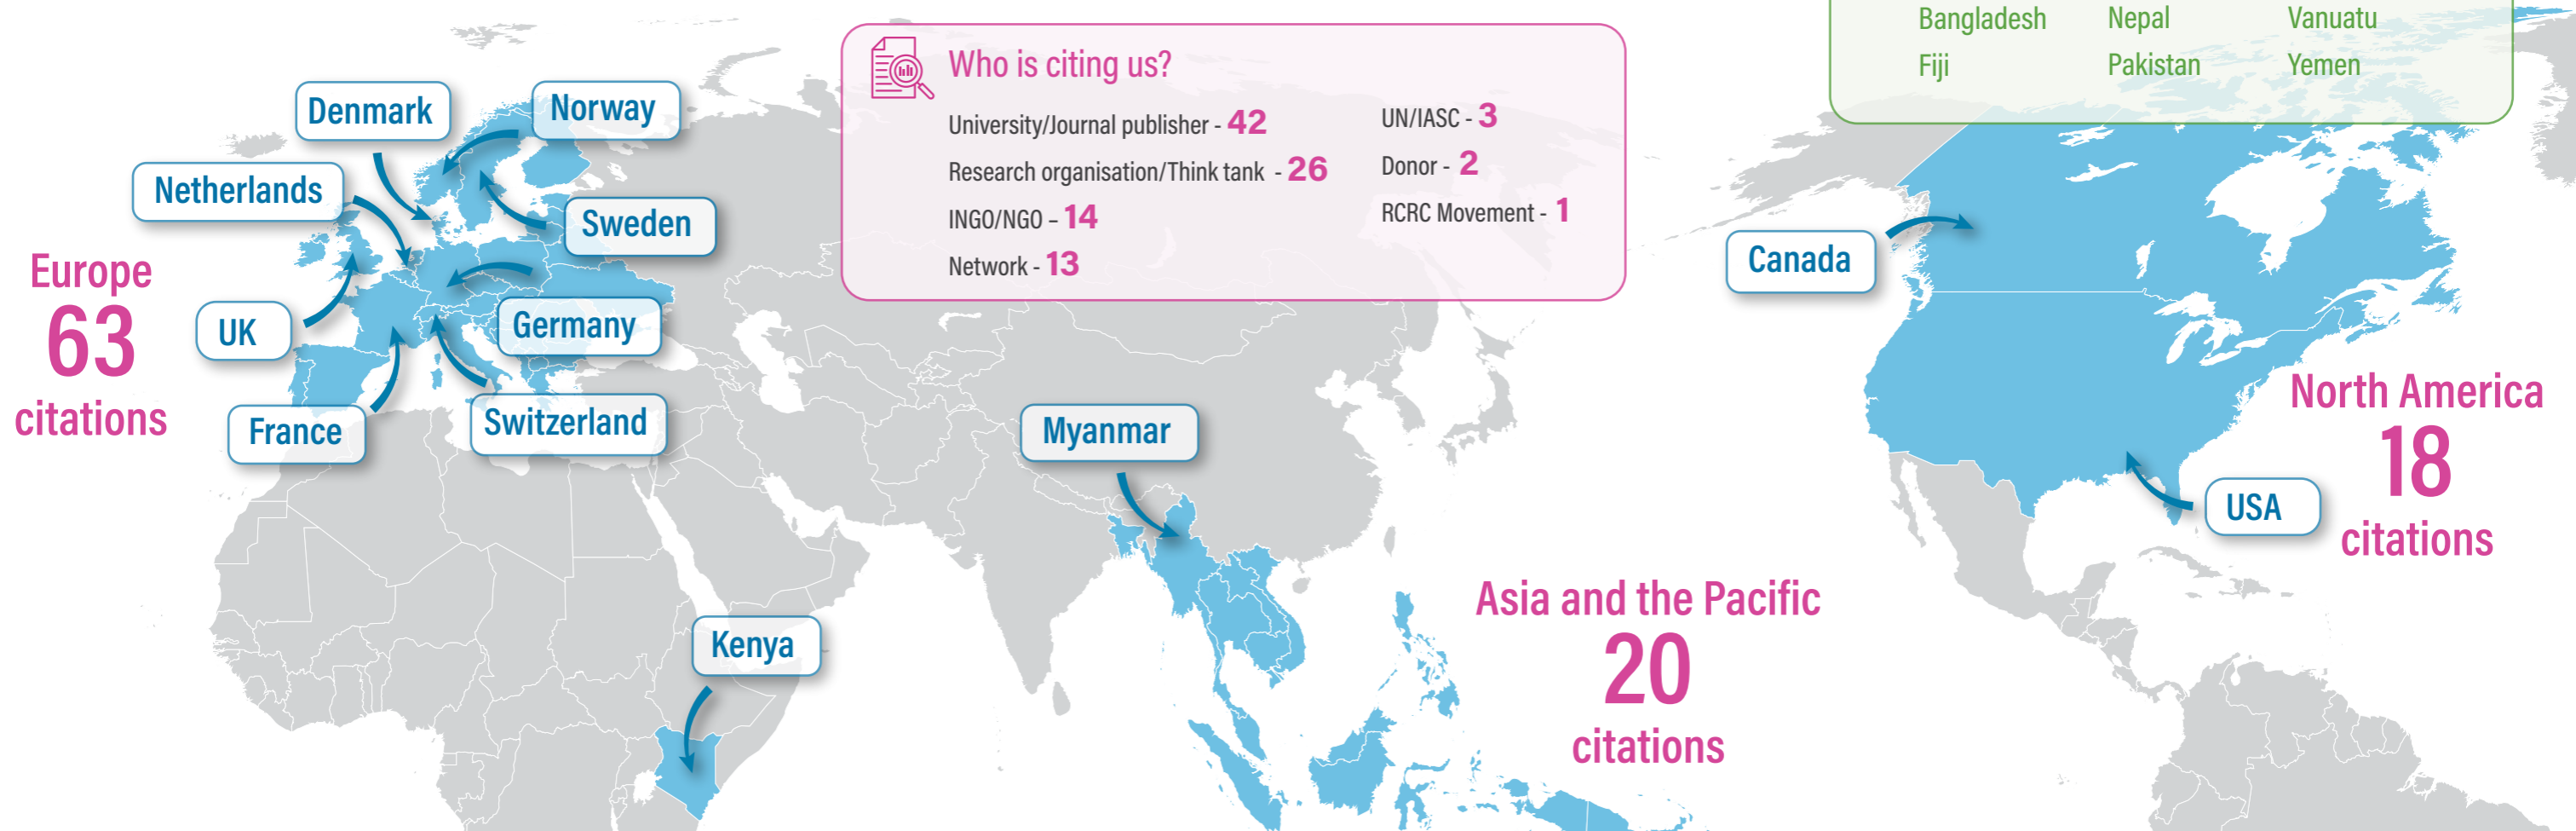 Bangladesh
Nepal
Vanuatu
Fiji
Pakistan
Yemen
Who is citing us?
University/Journal publisher - 42
Research organisation/Think tank - 26
INGO/NGO – 14
Network - 13
UN/IASC - 3
Donor - 2
RCRC Movement - 1
Denmark
Norway
Netherlands
Sweden
Europe
63
citations
UK
Germany
France
Switzerland
Canada
Myanmar
North America
18
citations
USA
Asia and the Pacific
20
citations
Kenya